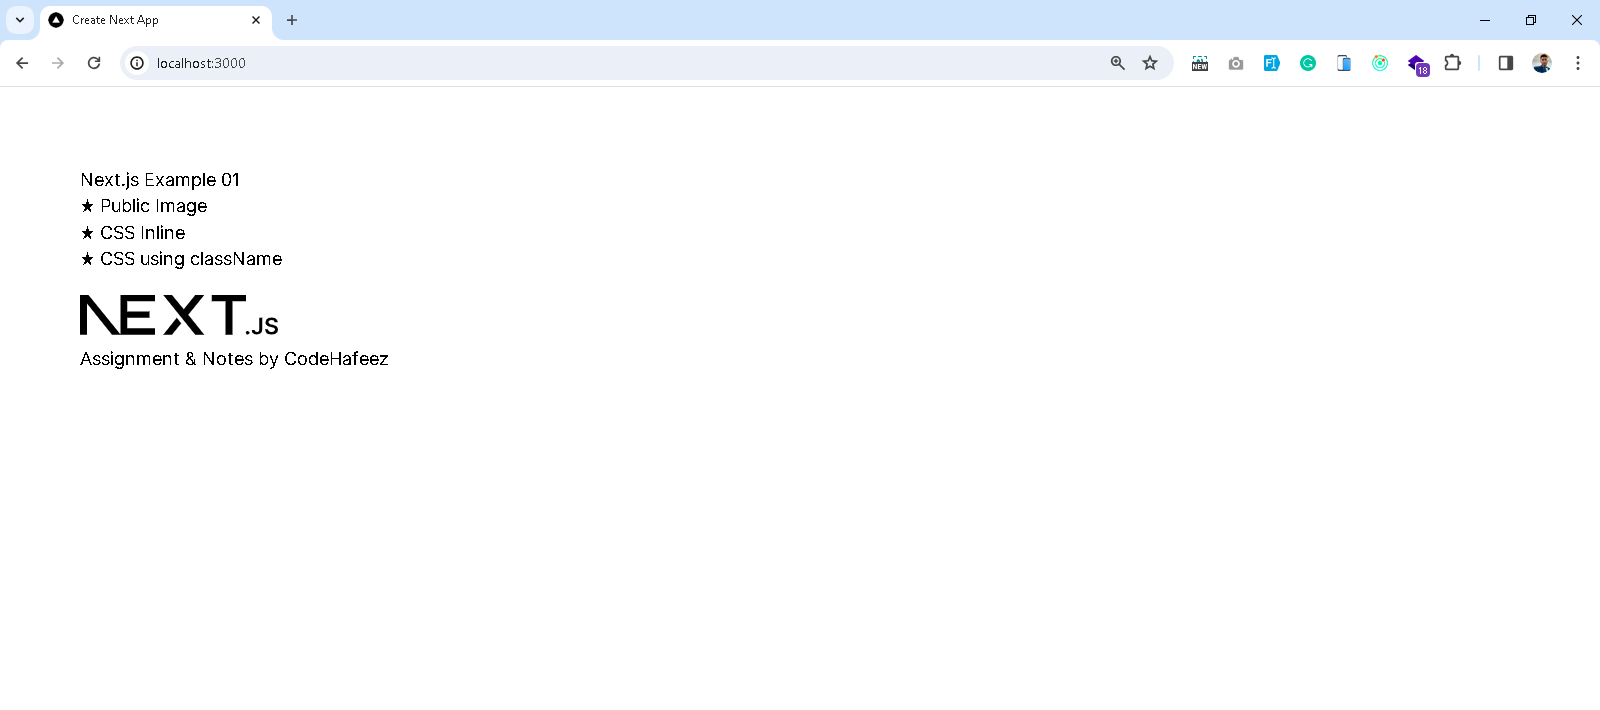 Create Next App
localhost:3000
NEW
18
Next.js Example 01
★ Public Image
★ CSS Inline
★ CSS using className
NEXT.JS
Assignment & Notes by CodeHafeez